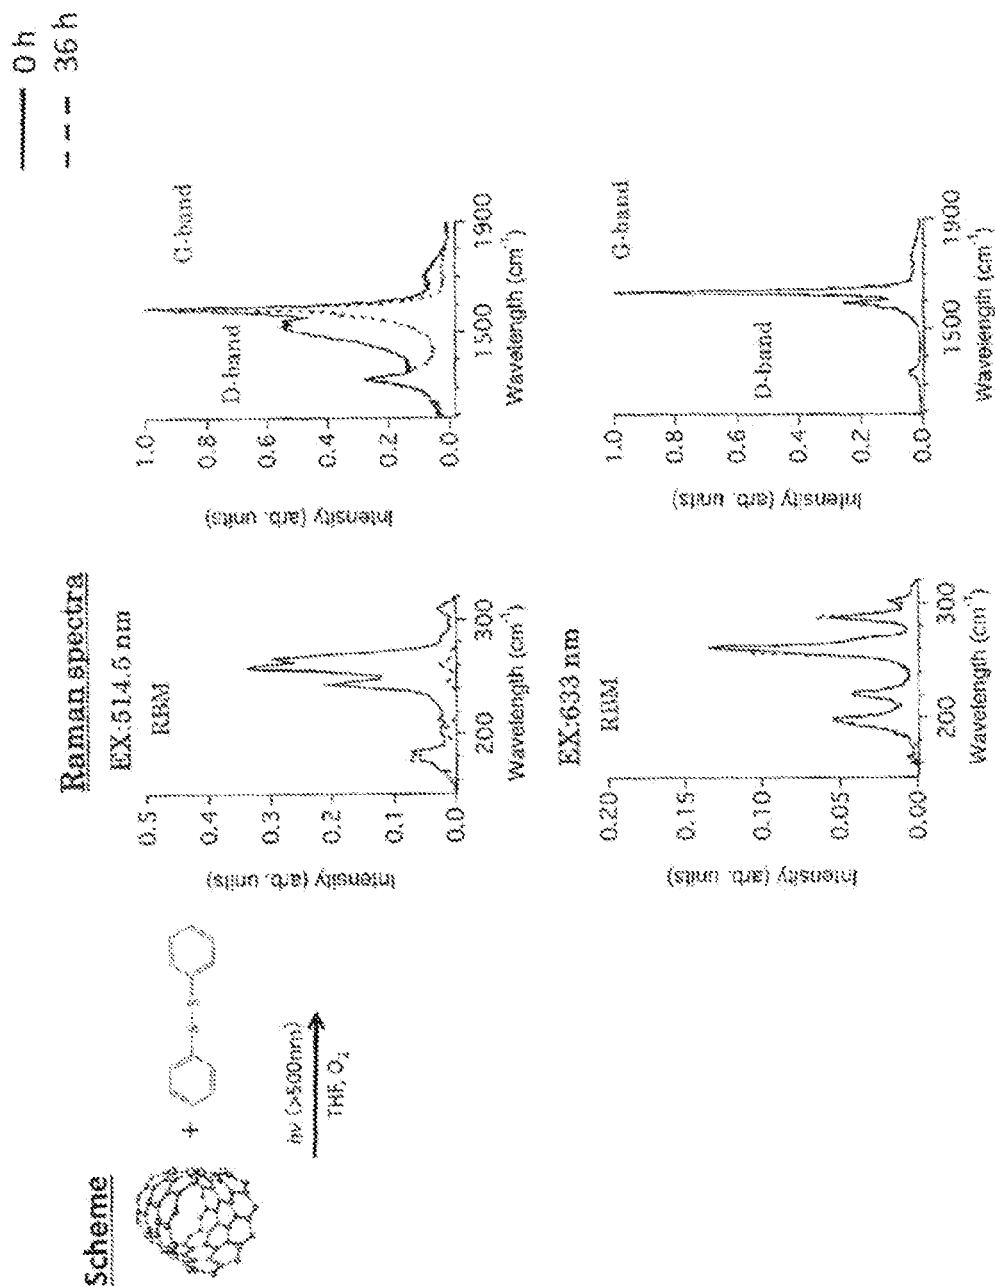 Scheme
+
S
S
hν (>500nm)
THF, O₂
Raman spectra
0 h
36 h
EX:514.5 nm
RBM
Intensity (arb. units)
0.5
0.4
0.3
0.2
0.1
0.0
200
300
Wavelength (cm⁻¹)
D-band
G-band
Intensity (arb. units)
1.0
0.8
0.6
0.4
0.2
0.0
1500
1900
Wavelength (cm⁻¹)
EX:633 nm
RBM
Intensity (arb. units)
0.20
0.15
0.10
0.05
0.00
200
300
Wavelength (cm⁻¹)
D-band
G-band
Intensity (arb. units)
1.0
0.8
0.6
0.4
0.2
0.0
1500
1900
Wavelength (cm⁻¹)